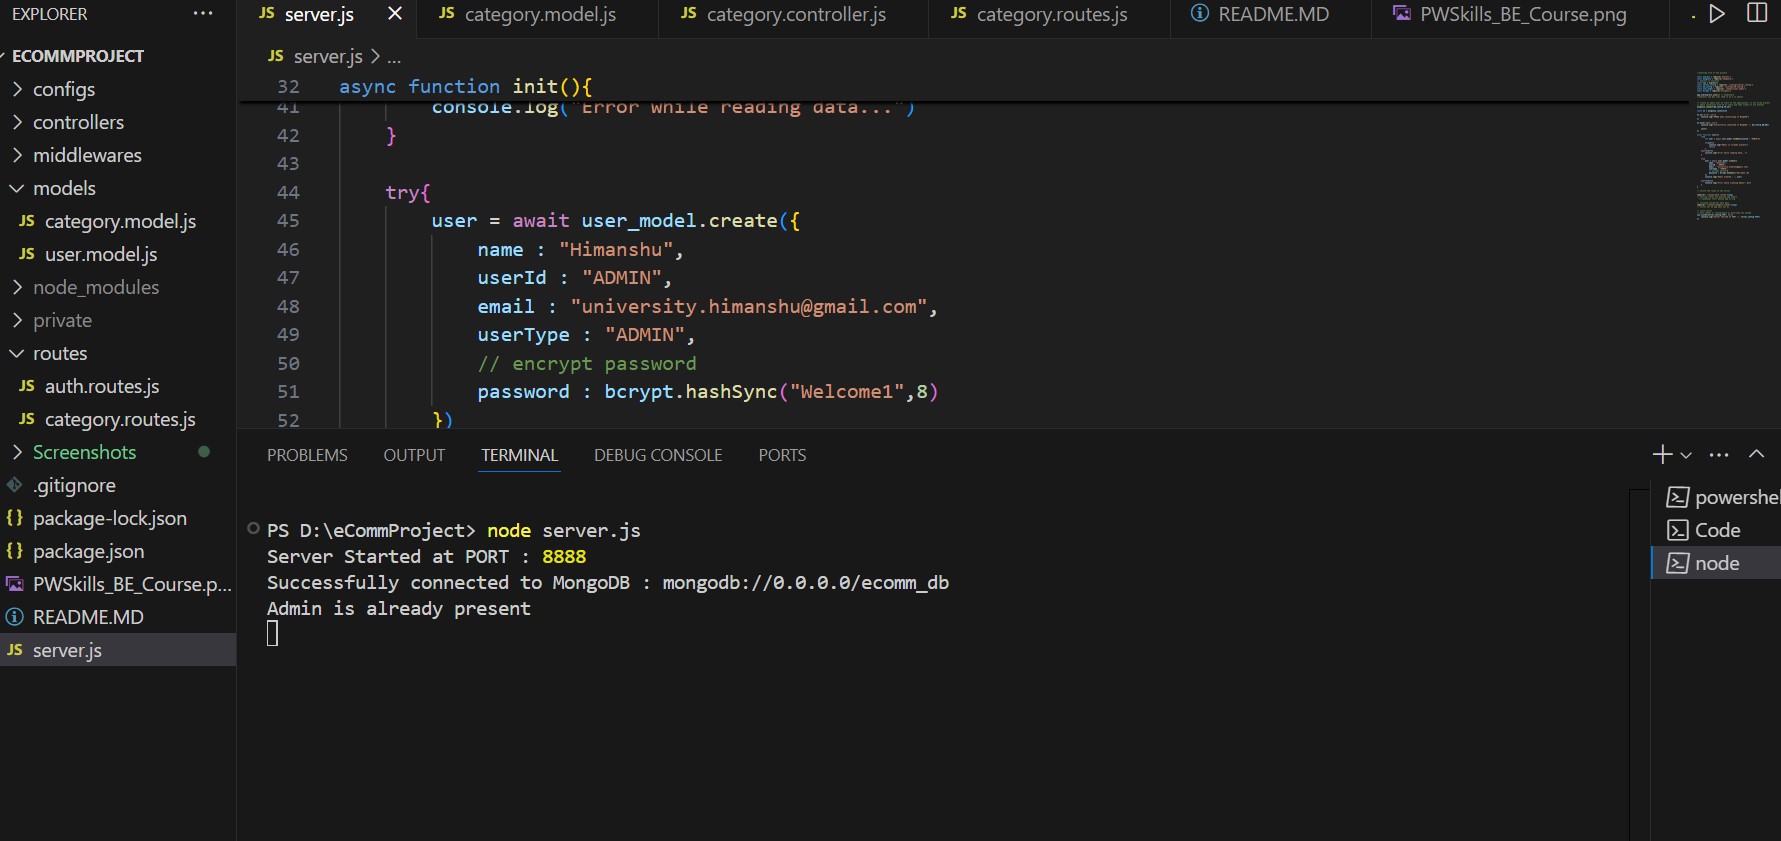 EXPLORER ...
ECOMMPROJECT
configs
controllers
middlewares
models
JS category.model.js
JS user.model.js
node_modules
private
routes
JS auth.routes.js
JS category.routes.js
Screenshots
.gitignore
{} package-lock.json
{} package.json
PWSkills_BE_Course.p...
README.MD
JS server.js
JS server.js
JS category.model.js
JS category.controller.js
JS category.routes.js
README.MD
PWSkills_BE_Course.png
JS server.js > ...
32 async function init(){
41 console.log("Error while reading data...")
42 }
43
44 try{
45 user = await user_model.create({
46 name : "Himanshu",
47 userId : "ADMIN",
48 email : "university.himanshu@gmail.com",
49 userType : "ADMIN",
50 // encrypt password
51 password : bcrypt.hashSync("Welcome1",8)
52 })
PROBLEMS OUTPUT TERMINAL DEBUG CONSOLE PORTS
PS D:\eCommProject> node server.js
Server Started at PORT : 8888
Successfully connected to MongoDB : mongodb://0.0.0.0/ecomm_db
Admin is already present
powershel
Code
node